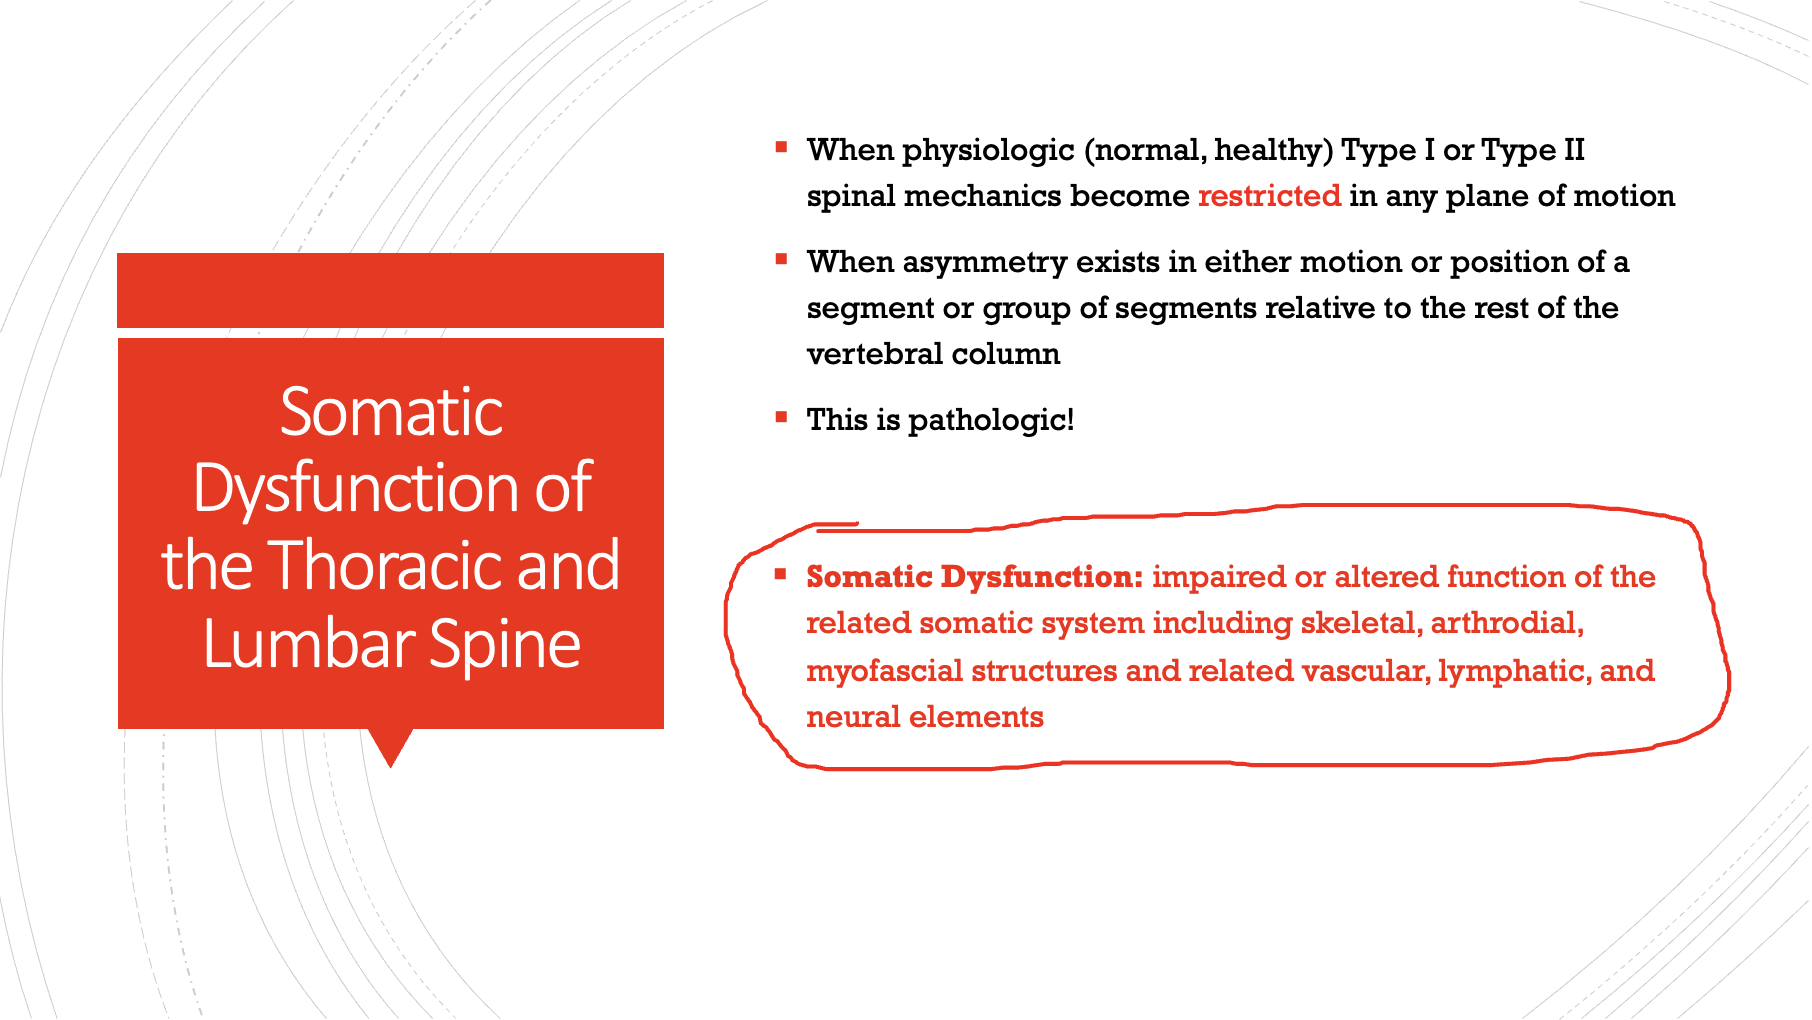 Somatic
Dysfunction of
the Thoracic and
Lumbar Spine
▪ When physiologic (normal, healthy) Type I or Type II
spinal mechanics become restricted in any plane of motion
▪ When asymmetry exists in either motion or position of a
segment or group of segments relative to the rest of the
vertebral column
▪ This is pathologic!
▪ Somatic Dysfunction: impaired or altered function of the
related somatic system including skeletal, arthrodial,
myofascial structures and related vascular, lymphatic, and
neural elements